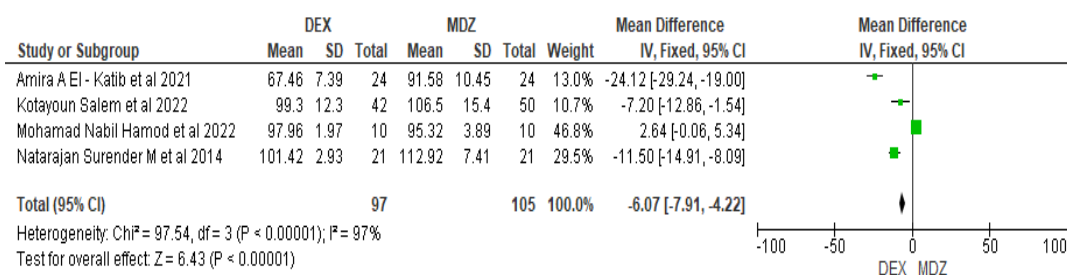 DEX MDZ Mean Difference Mean Difference
Study or Subgroup Mean SD Total Mean SD Total Weight IV, Fixed, 95% CI IV, Fixed, 95% CI
Amira A El - Katib et al 2021 67.46 7.39 24 91.58 10.45 24 13.0% -24.12 [-29.24, -19.00]
Kotayoun Salem et al 2022 99.3 12.3 42 106.5 15.4 50 10.7% -7.20 [-12.86, -1.54]
Mohamad Nabil Hamod et al 2022 97.96 1.97 10 95.32 3.89 10 46.8% 2.64 [-0.06, 5.34]
Natarajan Surender M et al 2014 101.42 2.93 21 112.92 7.41 21 29.5% -11.50 [-14.91, -8.09]
Total (95% CI) 97 105 100.0% -6.07 [-7.91, -4.22]
Heterogeneity: Chi² = 97.54, df = 3 (P < 0.00001); I² = 97%
Test for overall effect: Z = 6.43 (P < 0.00001)
-100 -50 0 50 100
DEX MDZ